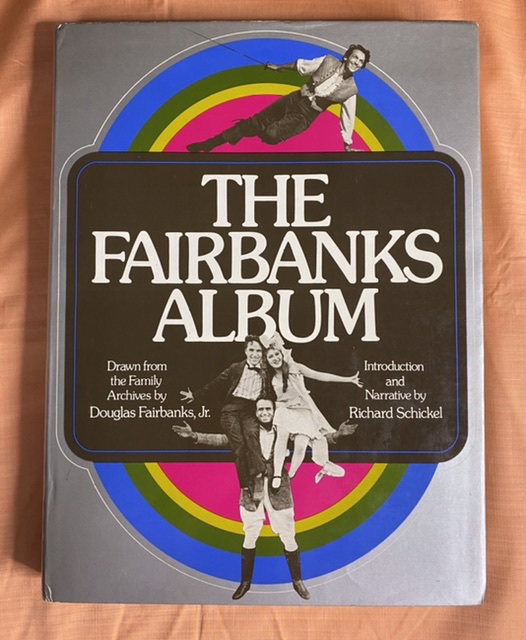 THE
FAIRBANKS
ALBUM
Drawn from
the Family
Archives by
Douglas Fairbanks, Jr.
Introduction
and
Narrative by
Richard Schickel